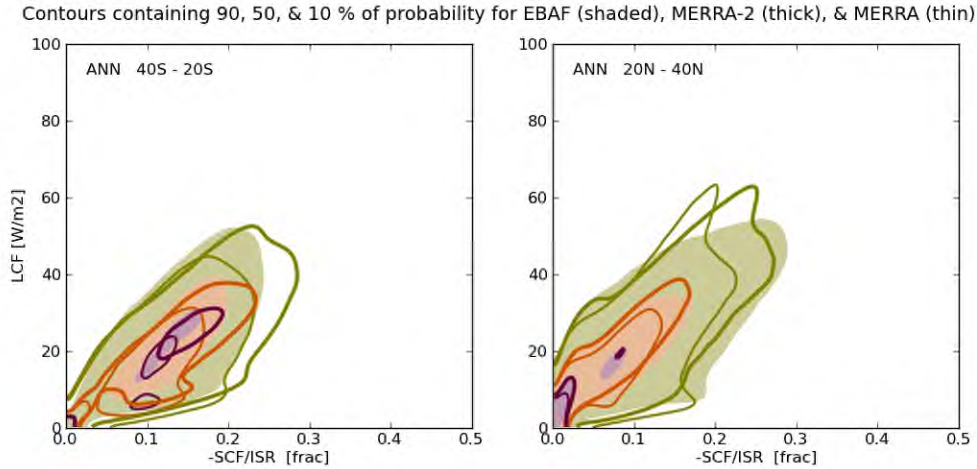 Contours containing 90, 50, & 10 % of probability for EBAF (shaded), MERRA-2 (thick), & MERRA (thin)
ANN 40S - 20S
LCF [W/m2]
100
80
60
40
20
0
0.0 0.1 0.2 0.3 0.4 0.5
-SCF/ISR [frac]
ANN 20N - 40N
100
80
60
40
20
0
0.0 0.1 0.2 0.3 0.4 0.5
-SCF/ISR [frac]